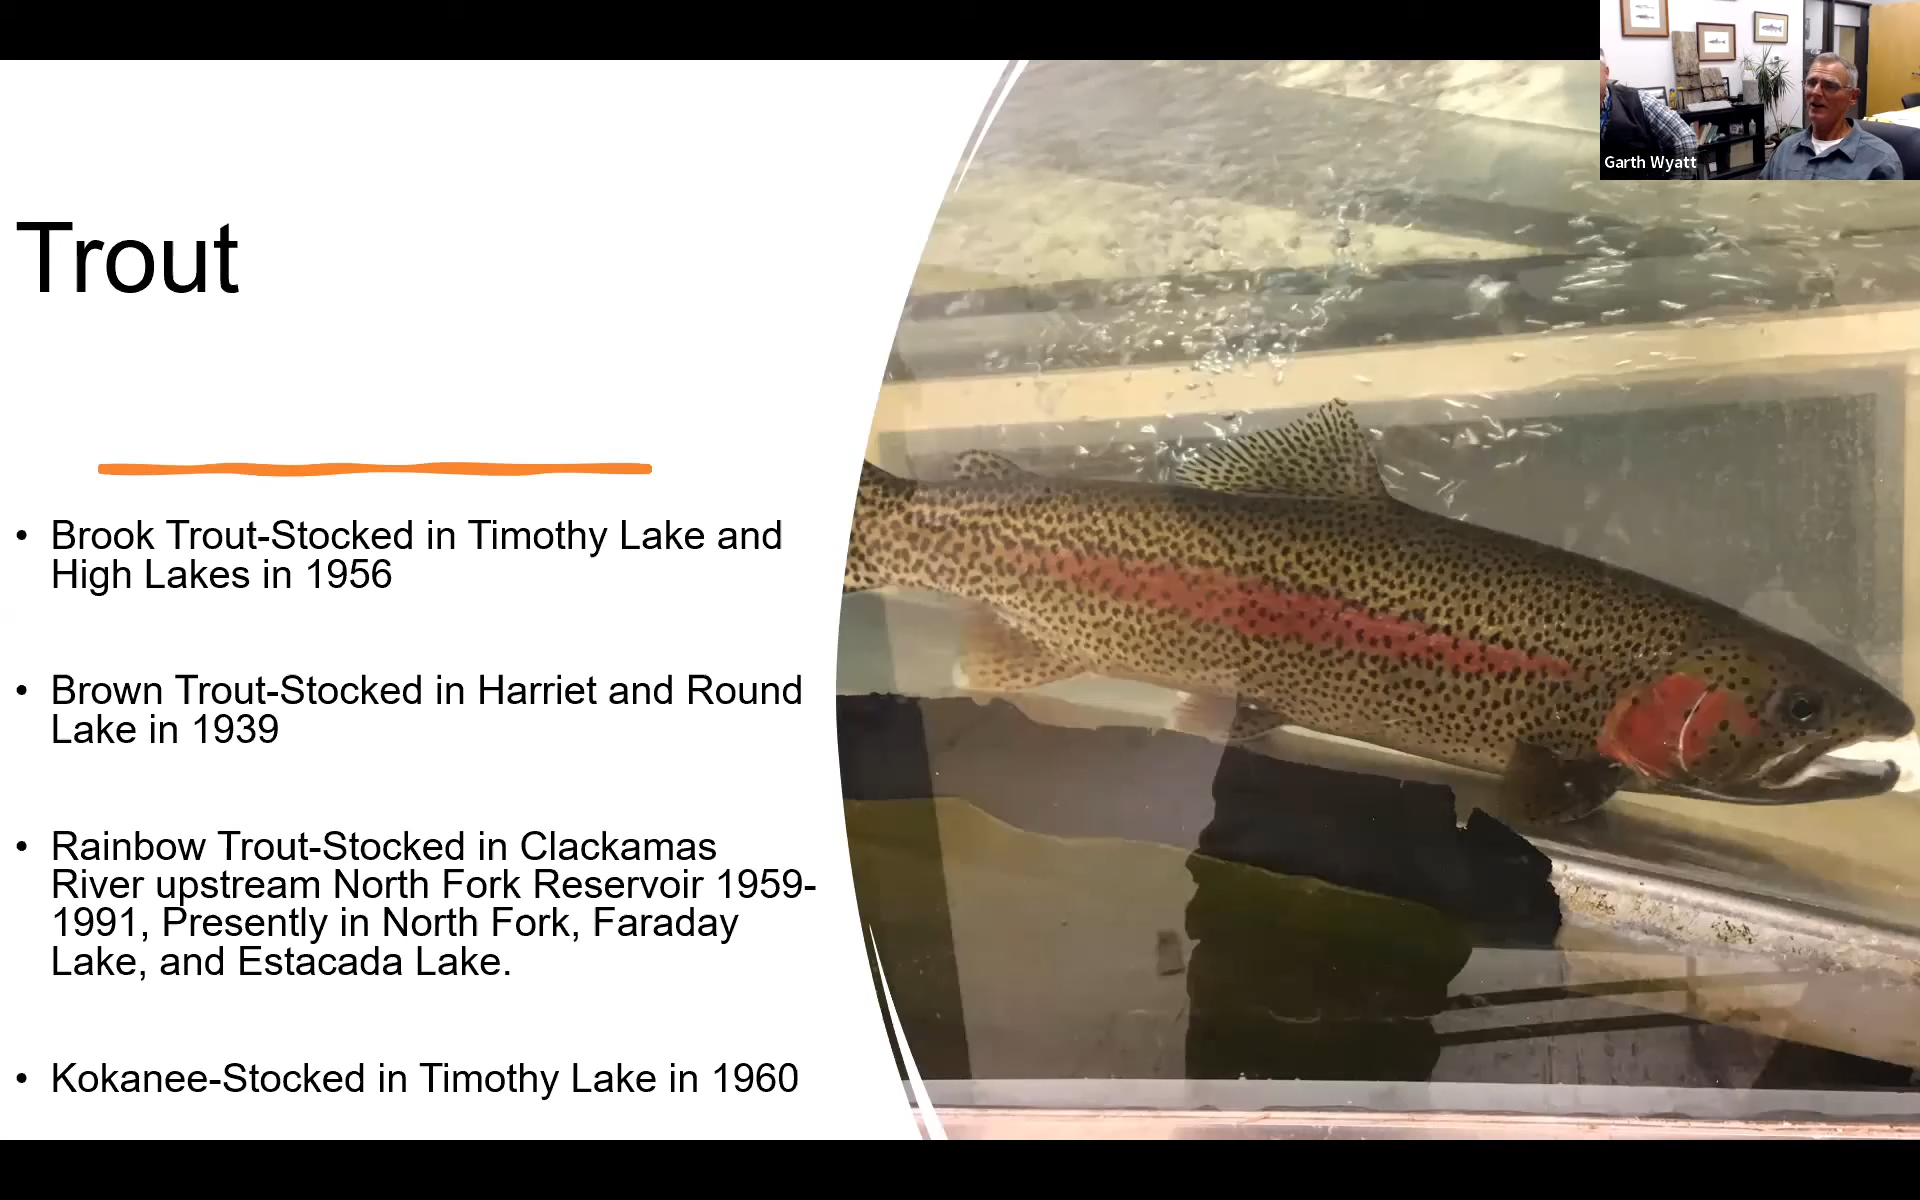 Garth Wyatt
Trout
• Brook Trout-Stocked in Timothy Lake and
High Lakes in 1956
• Brown Trout-Stocked in Harriet and Round
Lake in 1939
• Rainbow Trout-Stocked in Clackamas
River upstream North Fork Reservoir 1959-
1991, Presently in North Fork, Faraday
Lake, and Estacada Lake.
• Kokanee-Stocked in Timothy Lake in 1960